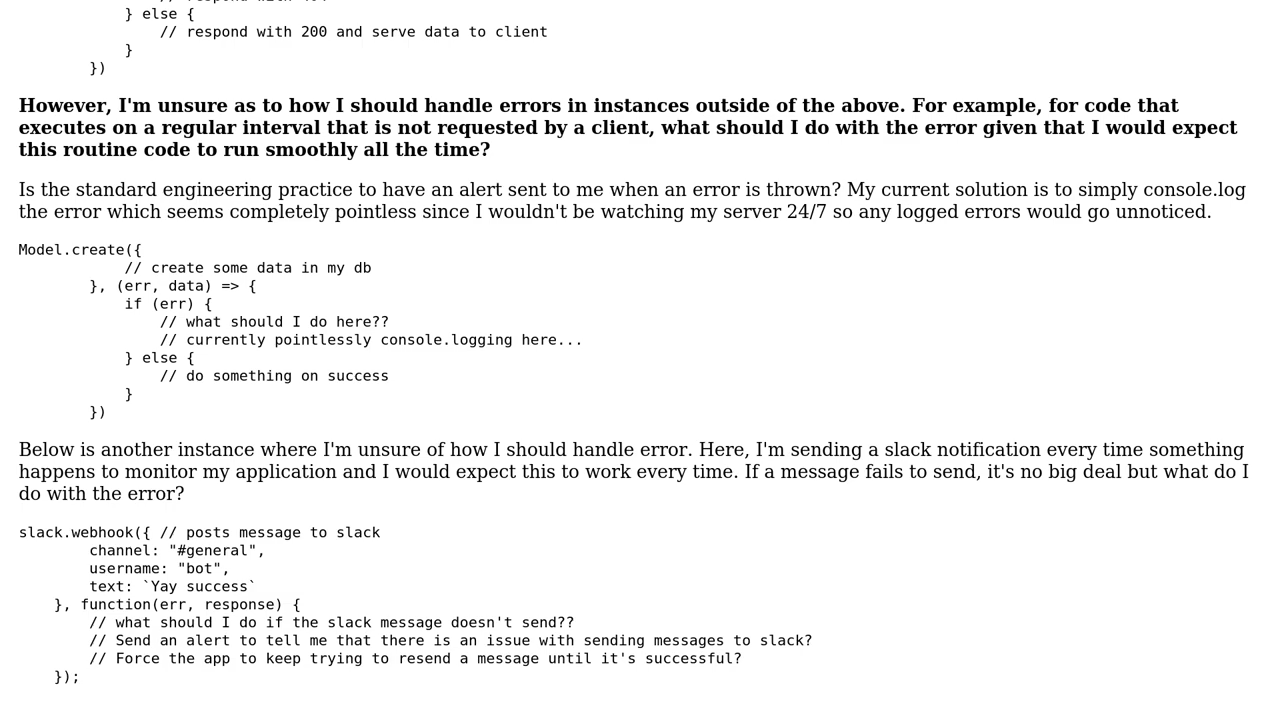 } else {
// respond with 200 and serve data to client
}
})
However, I'm unsure as to how I should handle errors in instances outside of the above. For example, for code that
executes on a regular interval that is not requested by a client, what should I do with the error given that I would expect
this routine code to run smoothly all the time?
Is the standard engineering practice to have an alert sent to me when an error is thrown? My current solution is to simply console.log
the error which seems completely pointless since I wouldn't be watching my server 24/7 so any logged errors would go unnoticed.
Model.create({
// create some data in my db
}, (err, data) => {
if (err) {
// what should I do here??
// currently pointlessly console.logging here...
} else {
// do something on success
}
})
Below is another instance where I'm unsure of how I should handle error. Here, I'm sending a slack notification every time something
happens to monitor my application and I would expect this to work every time. If a message fails to send, it's no big deal but what do I
do with the error?
slack.webhook({ // posts message to slack
channel: "#general",
username: "bot",
text: `Yay success`
}, function(err, response) {
// what should I do if the slack message doesn't send??
// Send an alert to tell me that there is an issue with sending messages to slack?
// Force the app to keep trying to resend a message until it's successful?
});